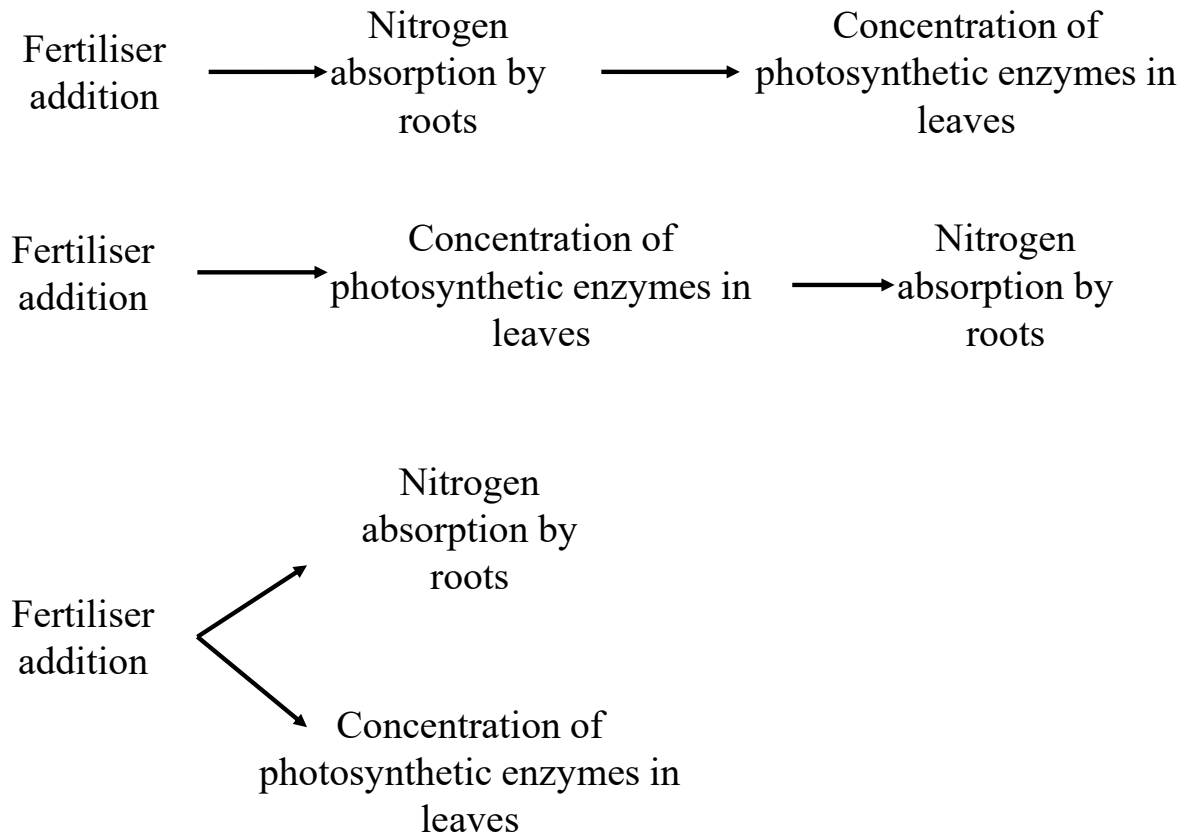 Fertiliser
addition
Nitrogen
absorption by
roots
Concentration of
photosynthetic enzymes in
leaves
Fertiliser
addition
Concentration of
photosynthetic enzymes in
leaves
Nitrogen
absorption by
roots
Nitrogen
absorption by
roots
Fertiliser
addition
Concentration of
photosynthetic enzymes in
leaves